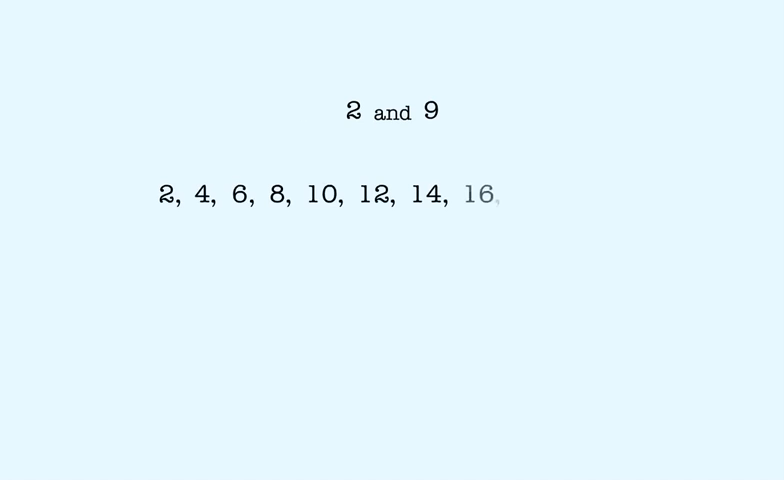 2 and 9
2, 4, 6, 8, 10, 12, 14, 16,